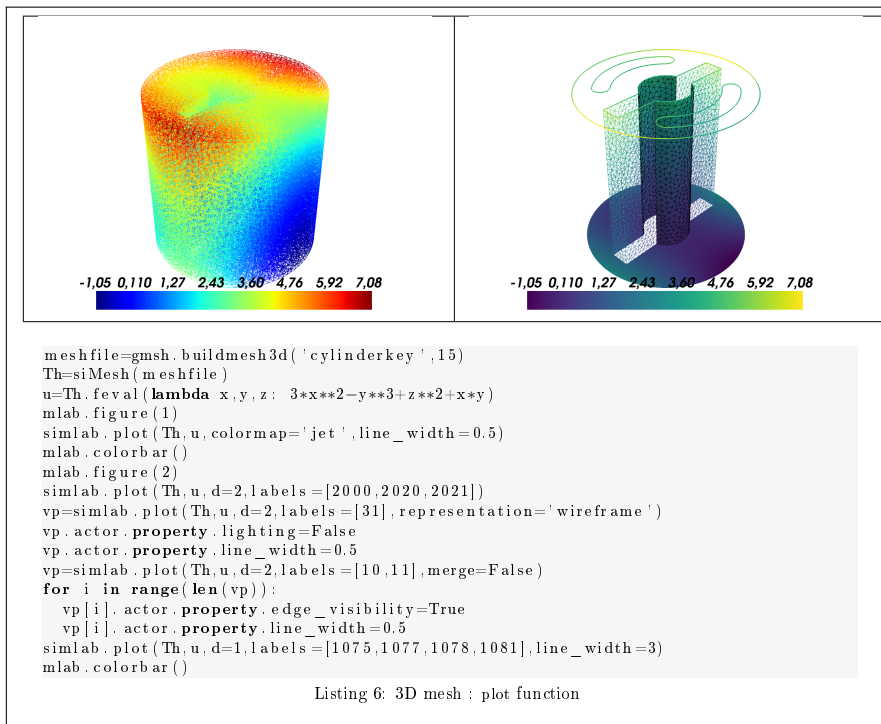 -1,05 0,110 1,27 2,43 3,60 4,76 5,92 7,08
-1,05 0,110 1,27 2,43 3,60 4,76 5,92 7,08
meshfile=gmsh.buildmesh3d('cylinderkey',15)
Th=siMesh(meshfile)
u=Th.feval(lambda x,y,z: 3*x**2-y**3+z**2+x*y)
mlab.figure(1)
simlab.plot(Th,u,colormap='jet',line_width=0.5)
mlab.colorbar()
mlab.figure(2)
simlab.plot(Th,u,d=2,labels=[2000,2020,2021])
vp=simlab.plot(Th,u,d=2,labels=[31],representation='wireframe')
vp.actor.property.lighting=False
vp.actor.property.line_width=0.5
vp=simlab.plot(Th,u,d=2,labels=[10,11],merge=False)
for i in range(len(vp)):
  vp[i].actor.property.edge_visibility=True
  vp[i].actor.property.line_width=0.5
simlab.plot(Th,u,d=1,labels=[1075,1077,1078,1081],line_width=3)
mlab.colorbar()
Listing 6: 3D mesh : plot function